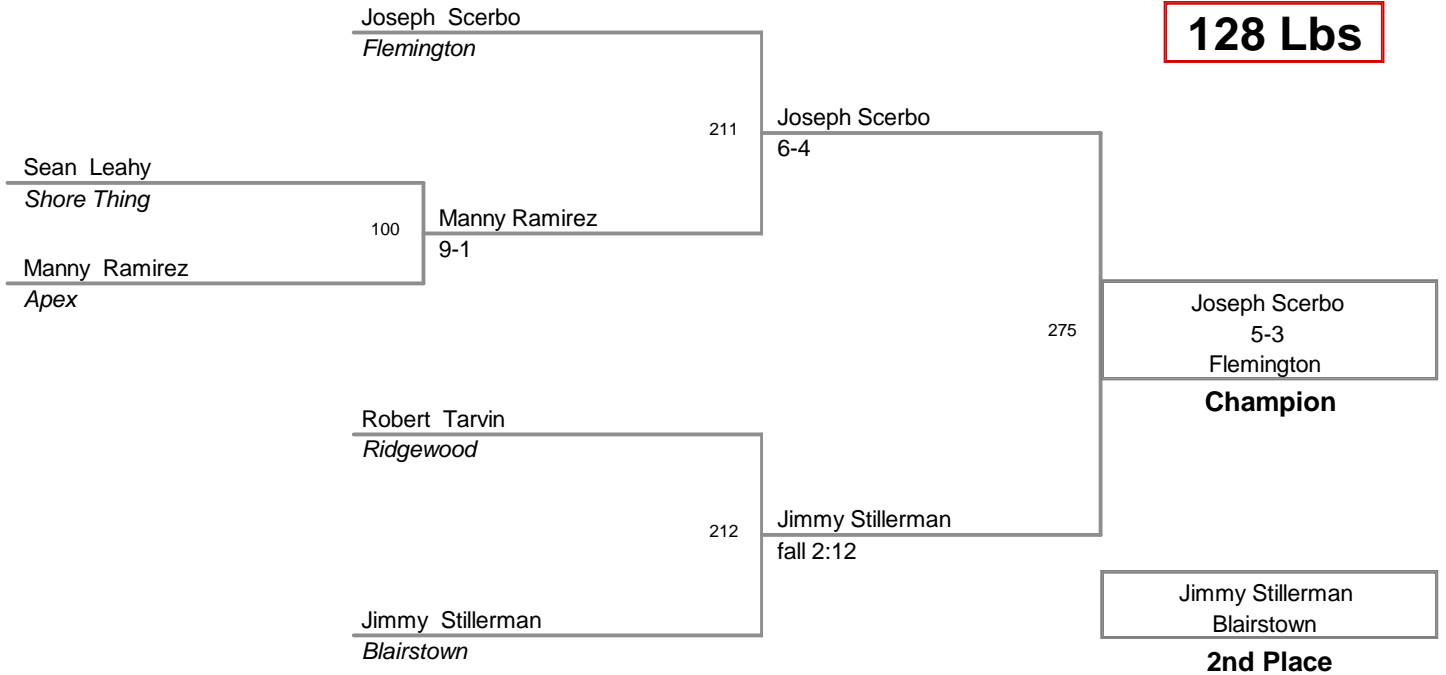 Joseph Scerbo
Flemington
128 Lbs
211
Joseph Scerbo
6-4
Sean Leahy
Shore Thing
100
Manny Ramirez
9-1
Manny Ramirez
Apex
275
Joseph Scerbo
5-3
Flemington
Champion
Robert Tarvin
Ridgewood
212
Jimmy Stillerman
fall 2:12
Jimmy Stillerman
Blairstown
Jimmy Stillerman
Blairstown
2nd Place